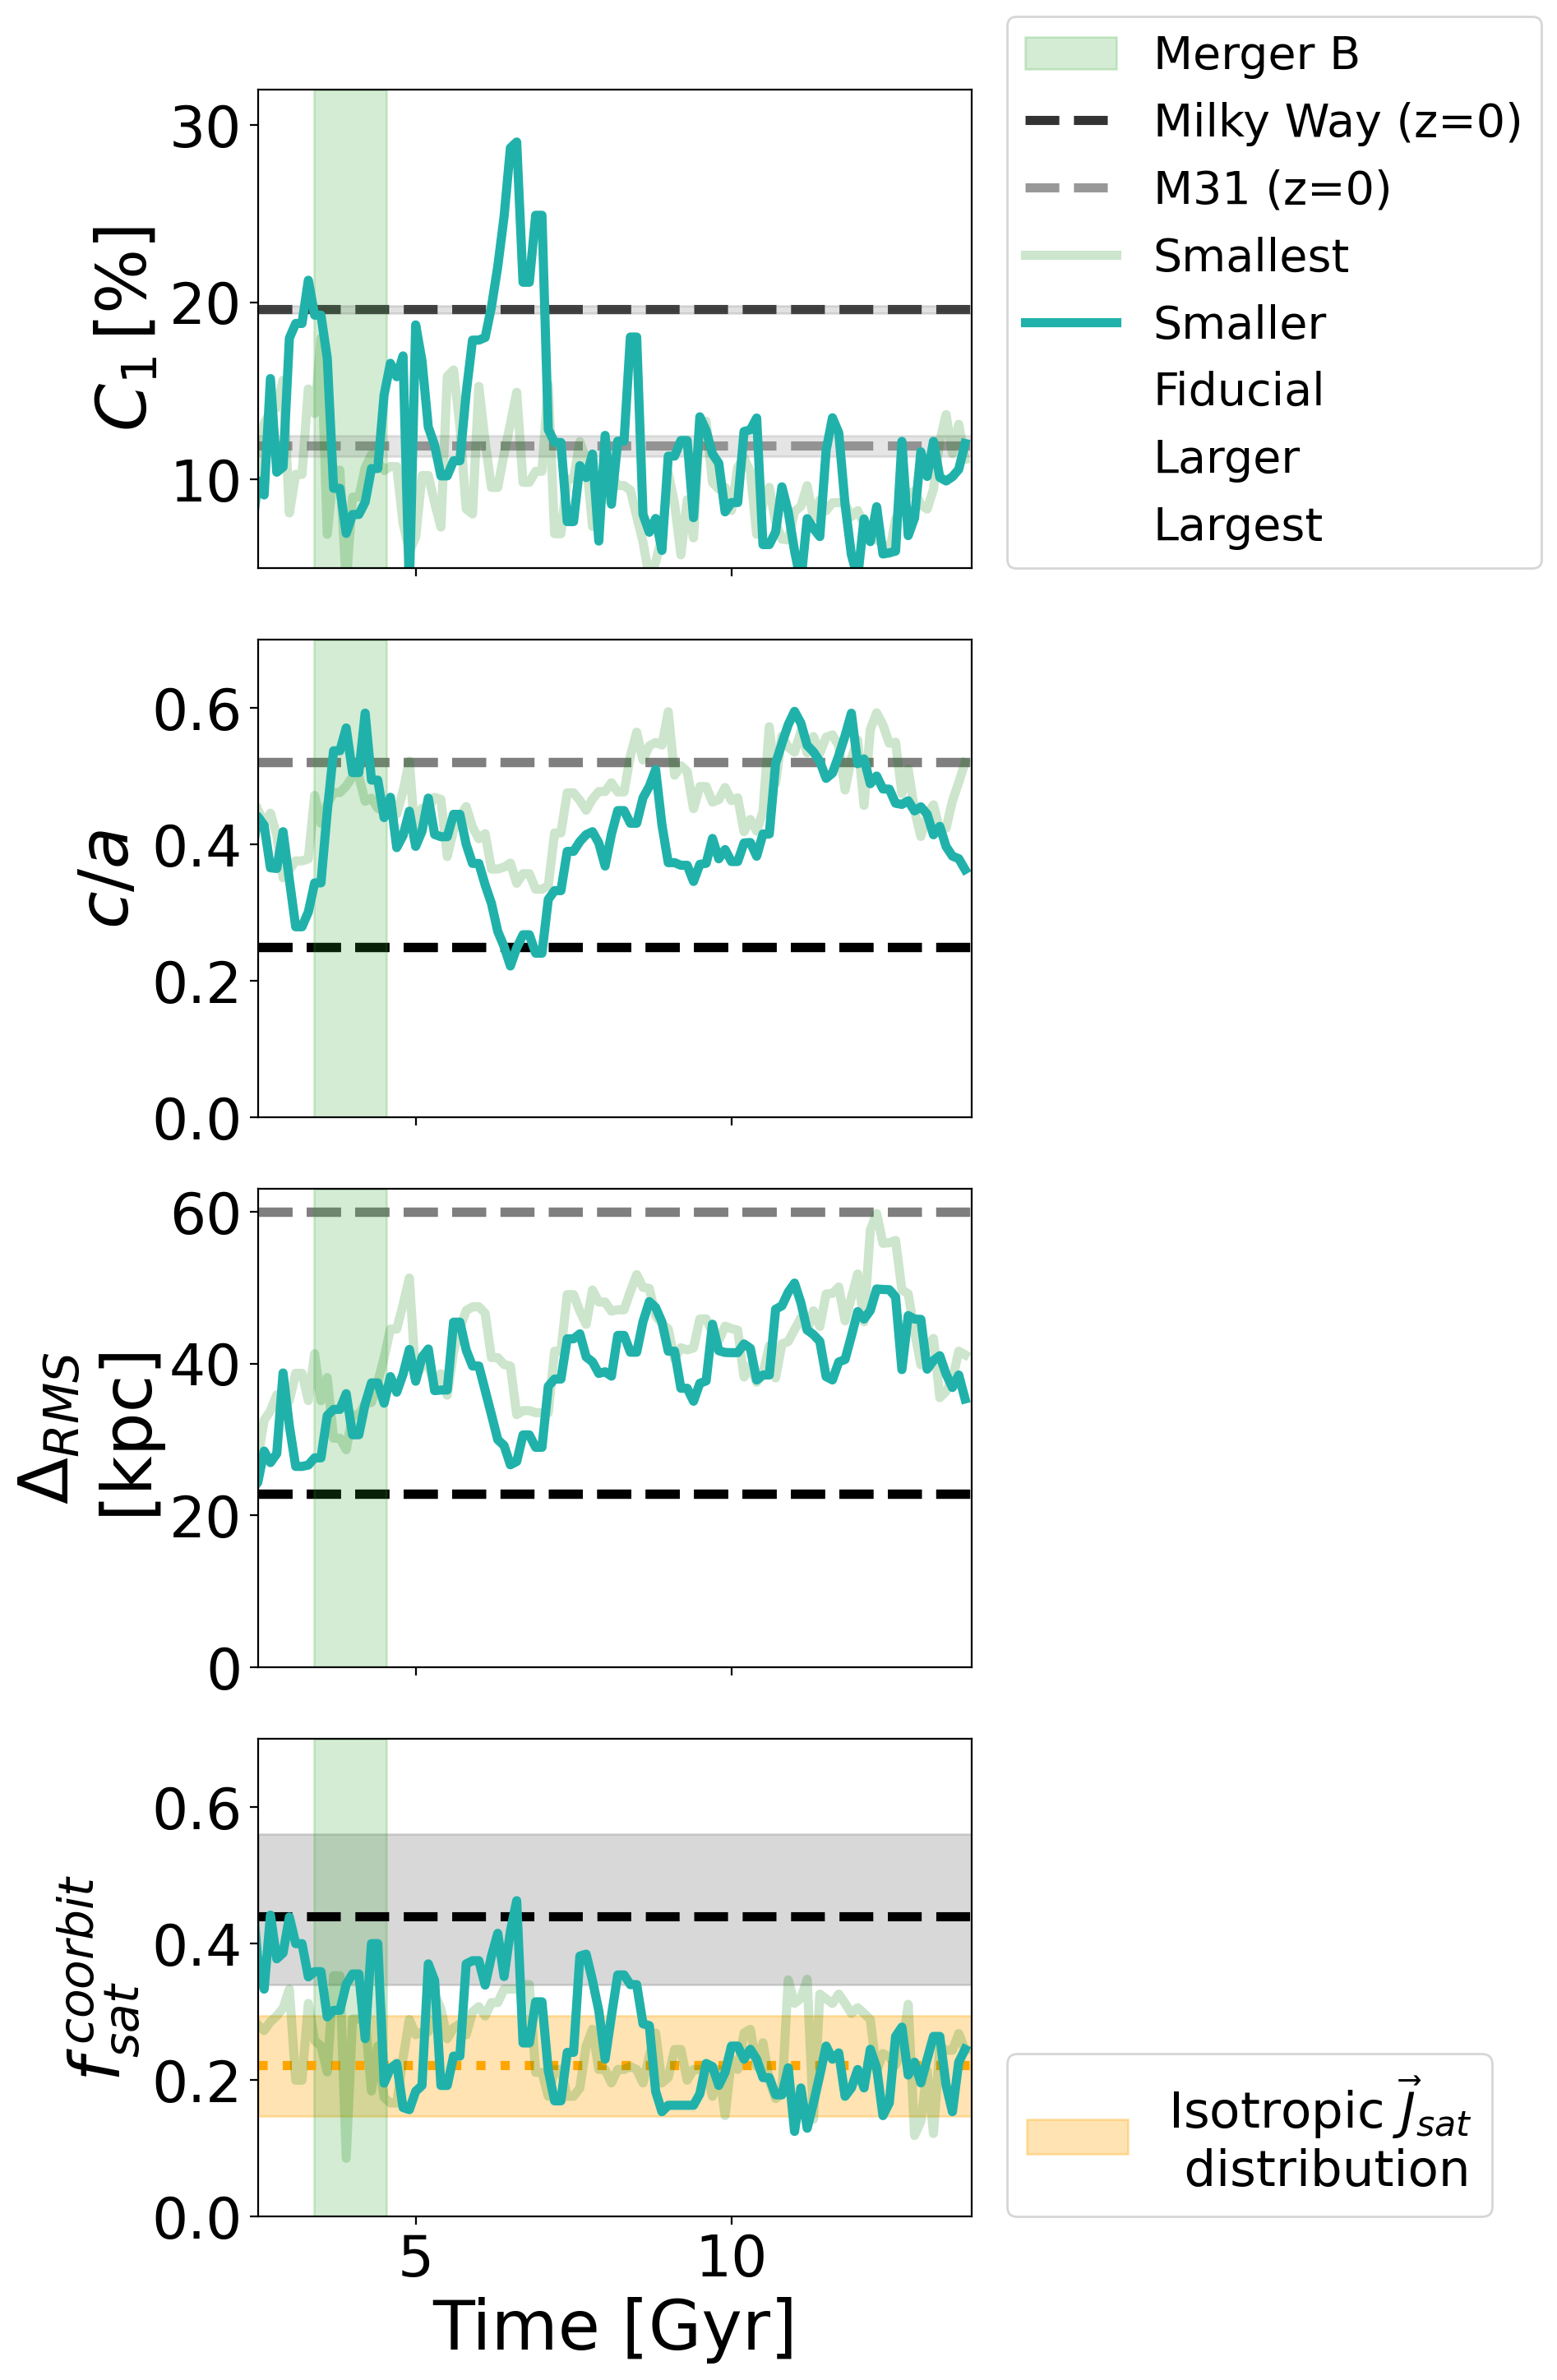 Merger B
Milky Way (z=0)
M31 (z=0)
Smallest
Smaller
Fiducial
Larger
Largest
C₁ [%]
30
20
10
c/a
0.6
0.4
0.2
0.0
Δ_RMS
[kpc]
60
40
20
0
f_sat^coorbit
0.6
0.4
0.2
0.0
Isotropic J⃗_sat
distribution
5 10
Time [Gyr]